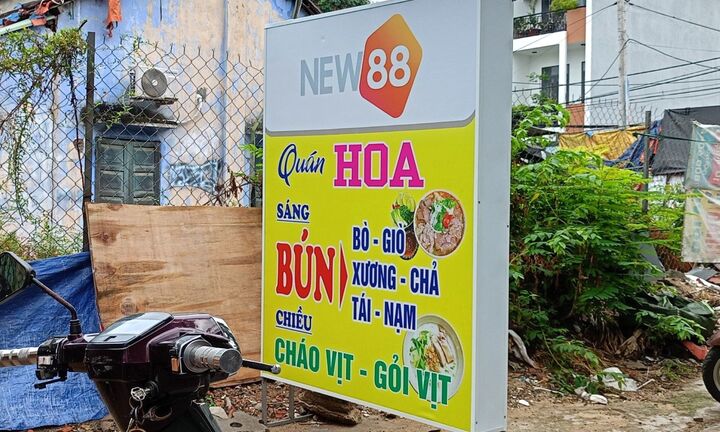 NEW88
Quán HOA
SÁNG
BÚN
BÒ - GIÒ
XƯƠNG - CHẢ
TÁI - NẠM
CHIỀU
CHÁO VỊT - GỎI VỊT